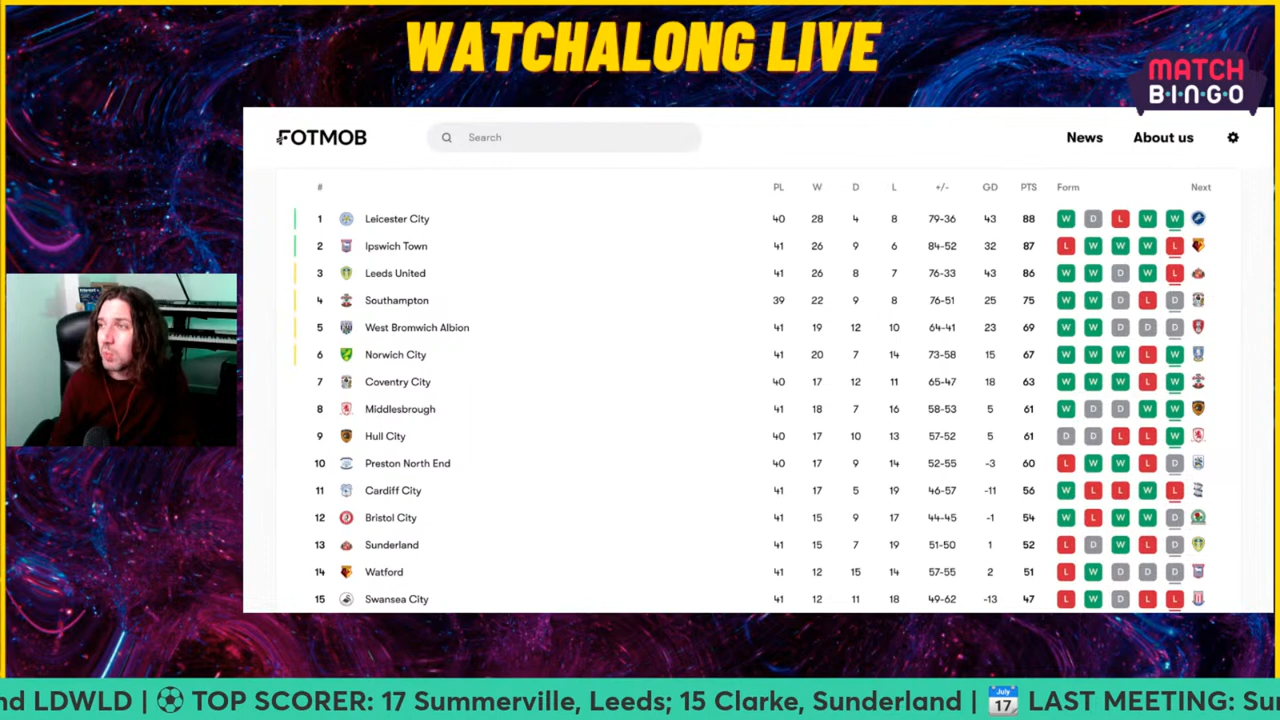 WATCHALONG LIVE
MATCH
B·I·N·G·O
FOTMOB
Search
News
About us
# PL W D L +/- GD PTS Form Next
1 Leicester City 40 28 4 8 79-36 43 88 W D L W W
2 Ipswich Town 41 26 9 6 84-52 32 87 L W W W L
3 Leeds United 41 26 8 7 76-33 43 86 W W D W L
4 Southampton 39 22 9 8 76-51 25 75 W W D L D
5 West Bromwich Albion 41 19 12 10 64-41 23 69 W W D D D
6 Norwich City 41 20 7 14 73-58 15 67 W W W L W
7 Coventry City 40 17 12 11 65-47 18 63 W W W L W
8 Middlesbrough 41 18 7 16 58-53 5 61 W D D W W
9 Hull City 40 17 10 13 57-52 5 61 D D L L W
10 Preston North End 40 17 9 14 52-55 -3 60 L W W L D
11 Cardiff City 41 17 5 19 46-57 -11 56 W L L W L
12 Bristol City 41 15 9 17 44-45 -1 54 W L W W D
13 Sunderland 41 15 7 19 51-50 1 52 L D W L D
14 Watford 41 12 15 14 57-55 2 51 L W D D D
15 Swansea City 41 12 11 18 49-62 -13 47 L W D L L
nd LDWLD | ⚽ TOP SCORER: 17 Summerville, Leeds; 15 Clarke, Sunderland | 📅 July 17 LAST MEETING: Su